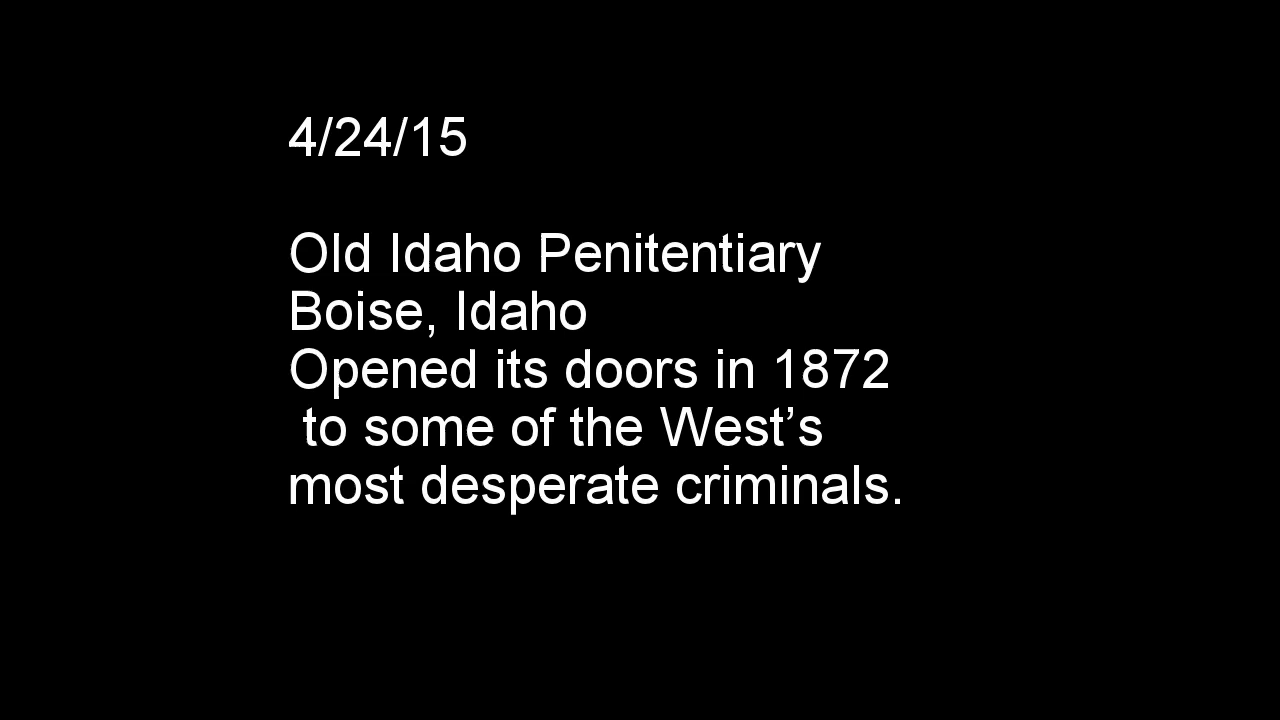 4/24/15
Old Idaho Penitentiary
Boise, Idaho
Opened its doors in 1872
to some of the West’s
most desperate criminals.